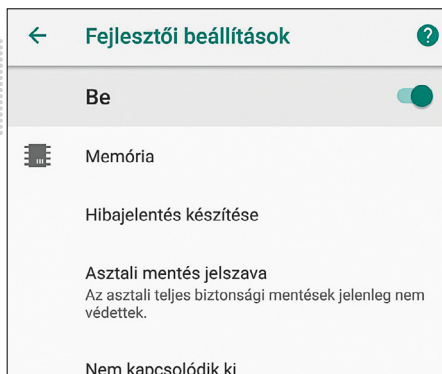 Fejlesztői beállítások
Be
Memória
Hibajelentés készítése
Asztali mentés jelszava
Az asztali teljes biztonsági mentések jelenleg nem
védettek.
Nem kapcsolódik ki